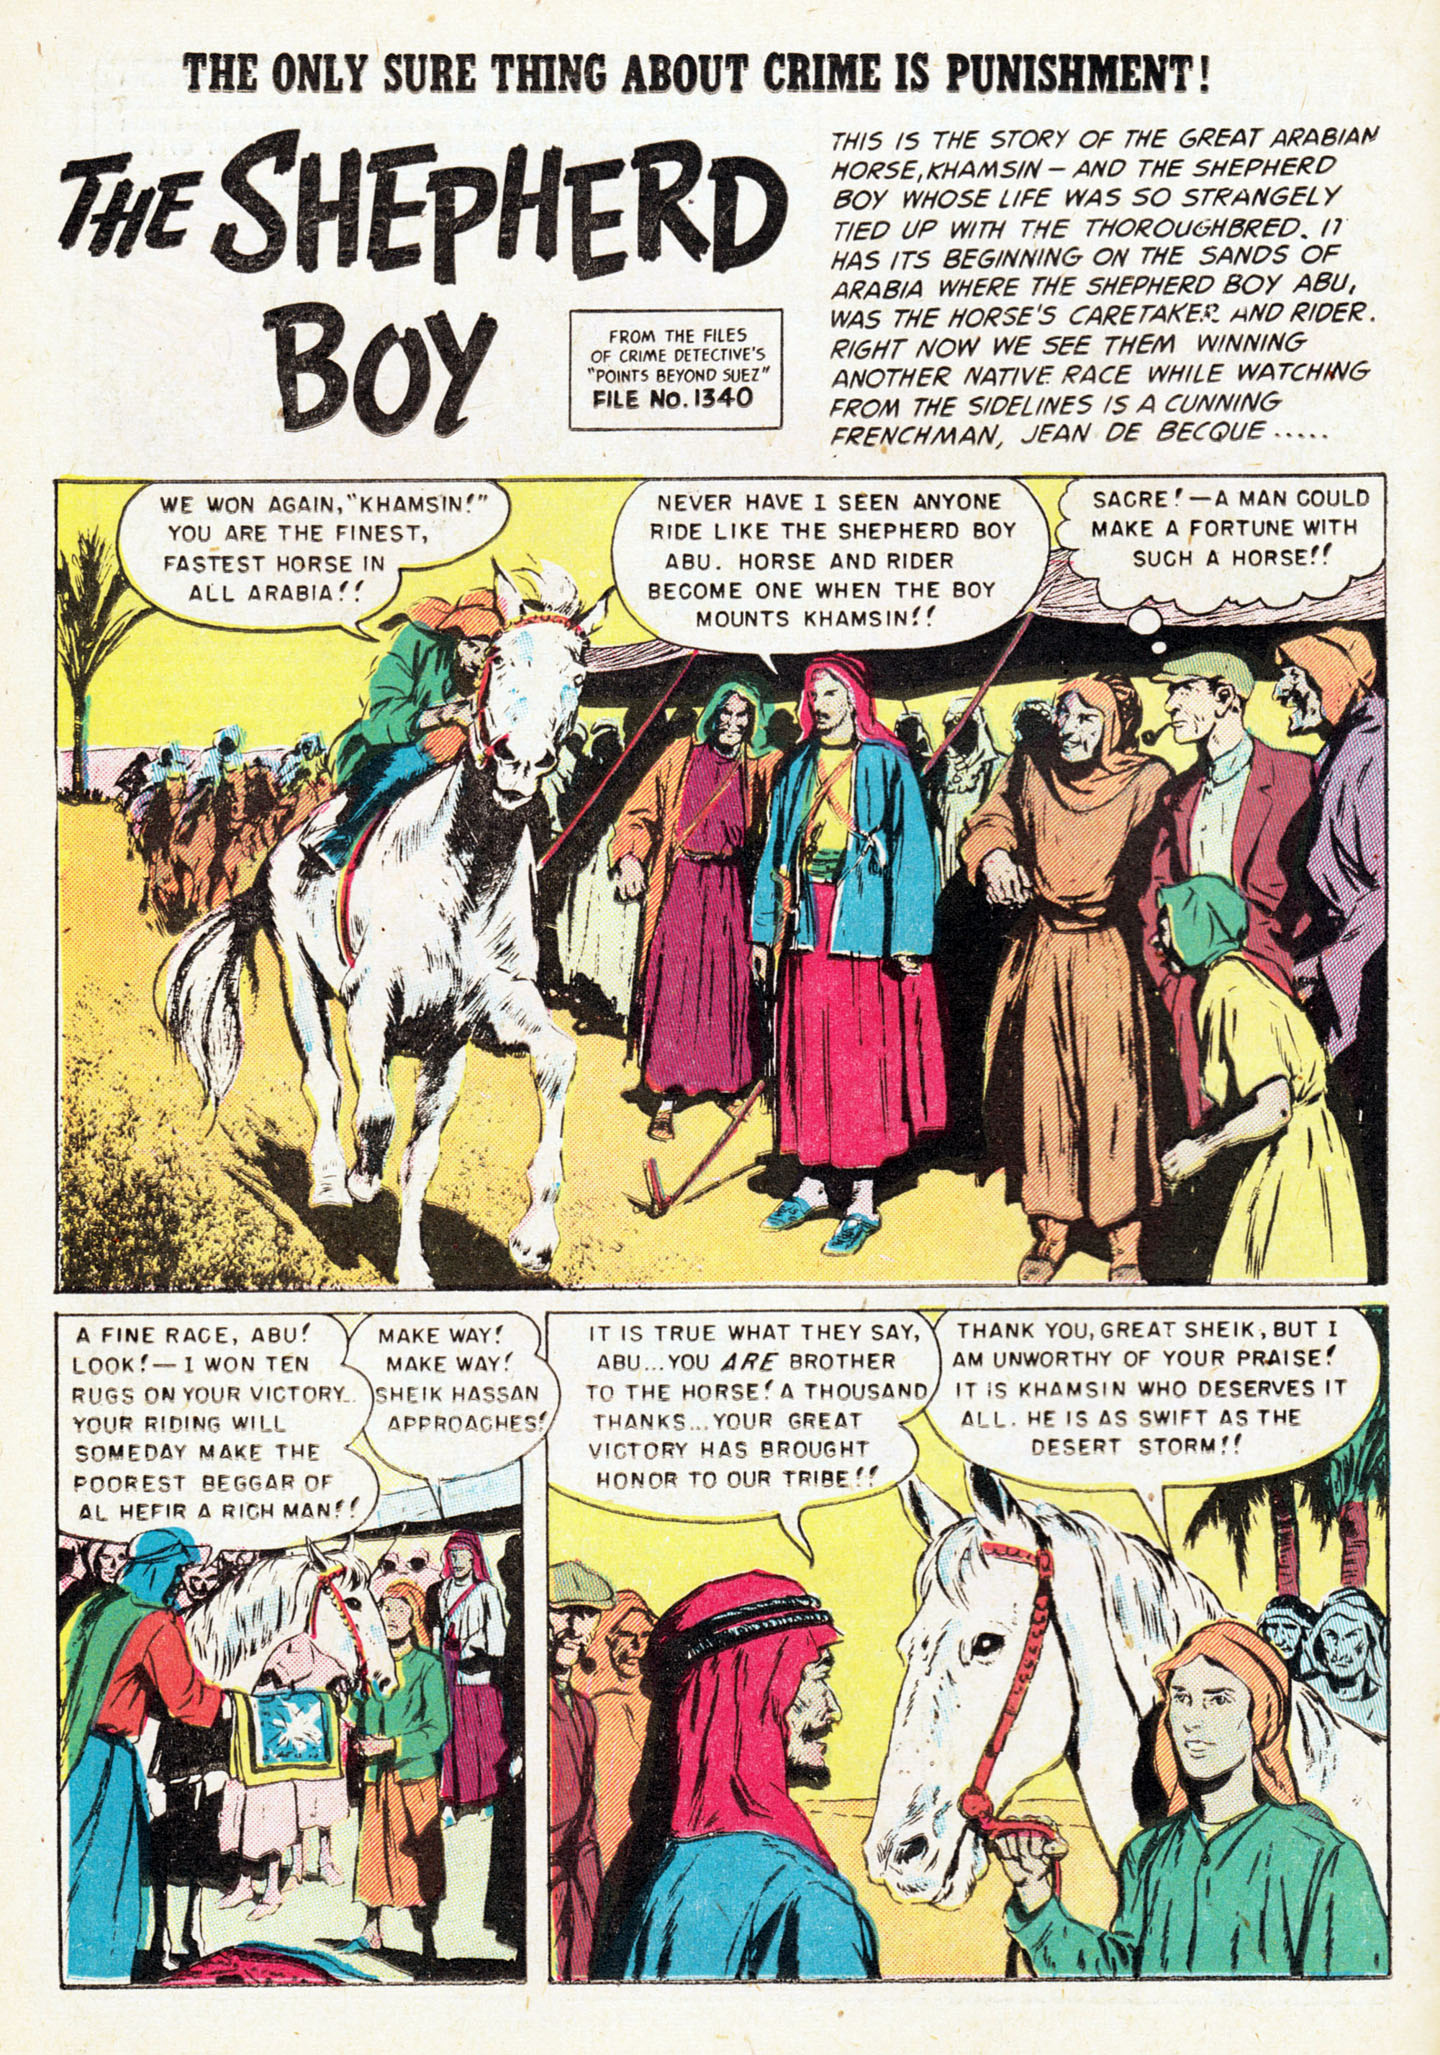 THE ONLY SURE THING ABOUT CRIME IS PUNISHMENT!
THE SHEPHERD
BOY
FROM THE FILES
OF CRIME DETECTIVE'S
"POINTS BEYOND SUEZ"
FILE NO. 1340
THIS IS THE STORY OF THE GREAT ARABIAN
HORSE, KHAMSIN — AND THE SHEPHERD
BOY WHOSE LIFE WAS SO STRANGELY
TIED UP WITH THE THOROUGHBRED. IT
HAS ITS BEGINNING ON THE SANDS OF
ARABIA WHERE THE SHEPHERD BOY ABU,
WAS THE HORSE'S CARETAKER AND RIDER.
RIGHT NOW WE SEE THEM WINNING
ANOTHER NATIVE RACE WHILE WATCHING
FROM THE SIDELINES IS A CUNNING
FRENCHMAN, JEAN DE BECQUE .....
WE WON AGAIN, "KHAMSIN!"
YOU ARE THE FINEST,
FASTEST HORSE IN
ALL ARABIA!!
NEVER HAVE I SEEN ANYONE
RIDE LIKE THE SHEPHERD BOY
ABU. HORSE AND RIDER
BECOME ONE WHEN THE BOY
MOUNTS KHAMSIN!!
SACRE! — A MAN COULD
MAKE A FORTUNE WITH
SUCH A HORSE!!
A FINE RACE, ABU!
LOOK! — I WON TEN
RUGS ON YOUR VICTORY...
YOUR RIDING WILL
SOMEDAY MAKE THE
POOREST BEGGAR OF
AL HEFIR A RICH MAN!!
MAKE WAY!
MAKE WAY!
SHEIK HASSAN
APPROACHES!
IT IS TRUE WHAT THEY SAY,
ABU... YOU ARE BROTHER
TO THE HORSE! A THOUSAND
THANKS... YOUR GREAT
VICTORY HAS BROUGHT
HONOR TO OUR TRIBE!!
THANK YOU, GREAT SHEIK, BUT I
AM UNWORTHY OF YOUR PRAISE!
IT IS KHAMSIN WHO DESERVES IT
ALL. HE IS AS SWIFT AS THE
DESERT STORM!!